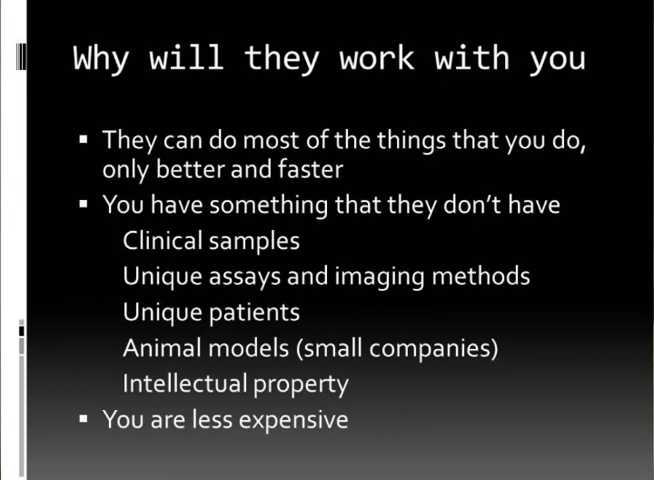 Why will they work with you
▪ They can do most of the things that you do,
only better and faster
▪ You have something that they don't have
Clinical samples
Unique assays and imaging methods
Unique patients
Animal models (small companies)
Intellectual property
▪ You are less expensive